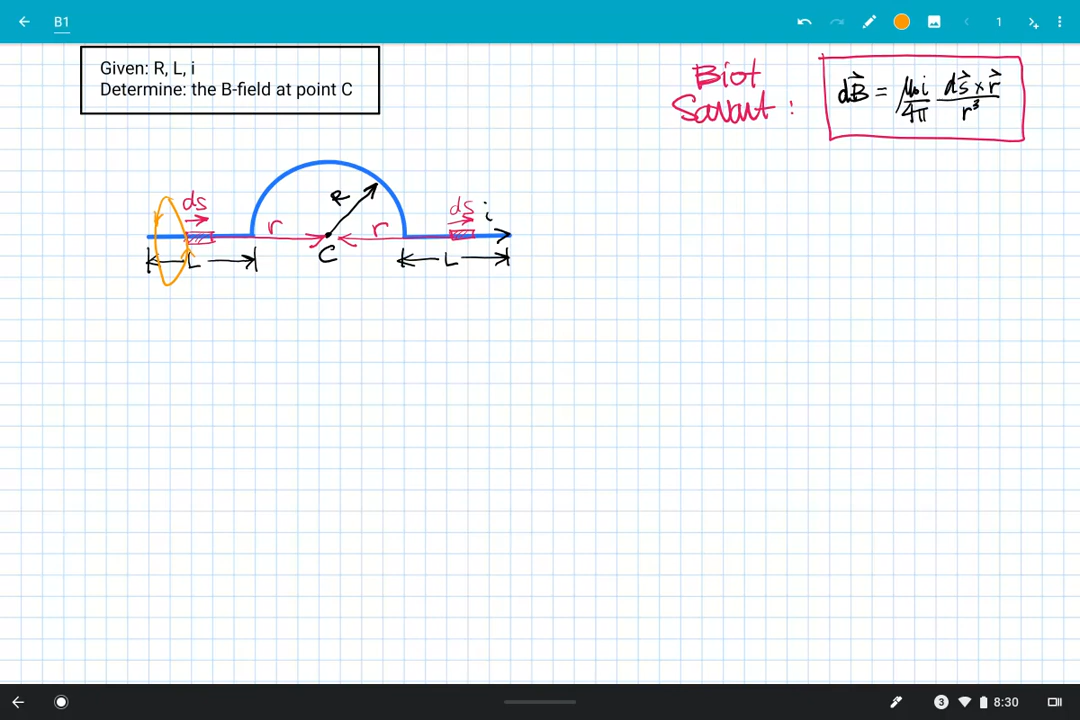 B1
1
Given: R, L, i
Determine: the B-field at point C
Biot
Savart:
dB⃗ = μ₀i/4π ds⃗ × r⃗/r³
ds
R
ds
i
r
r
L
C
L
3
8:30